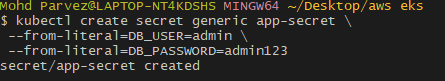 Mohd Parvez@LAPTOP-NT4KDSHS MINGW64 ~/Desktop/aws eks
$ kubectl create secret generic app-secret \
 --from-literal=DB_USER=admin \
 --from-literal=DB_PASSWORD=admin123
secret/app-secret created